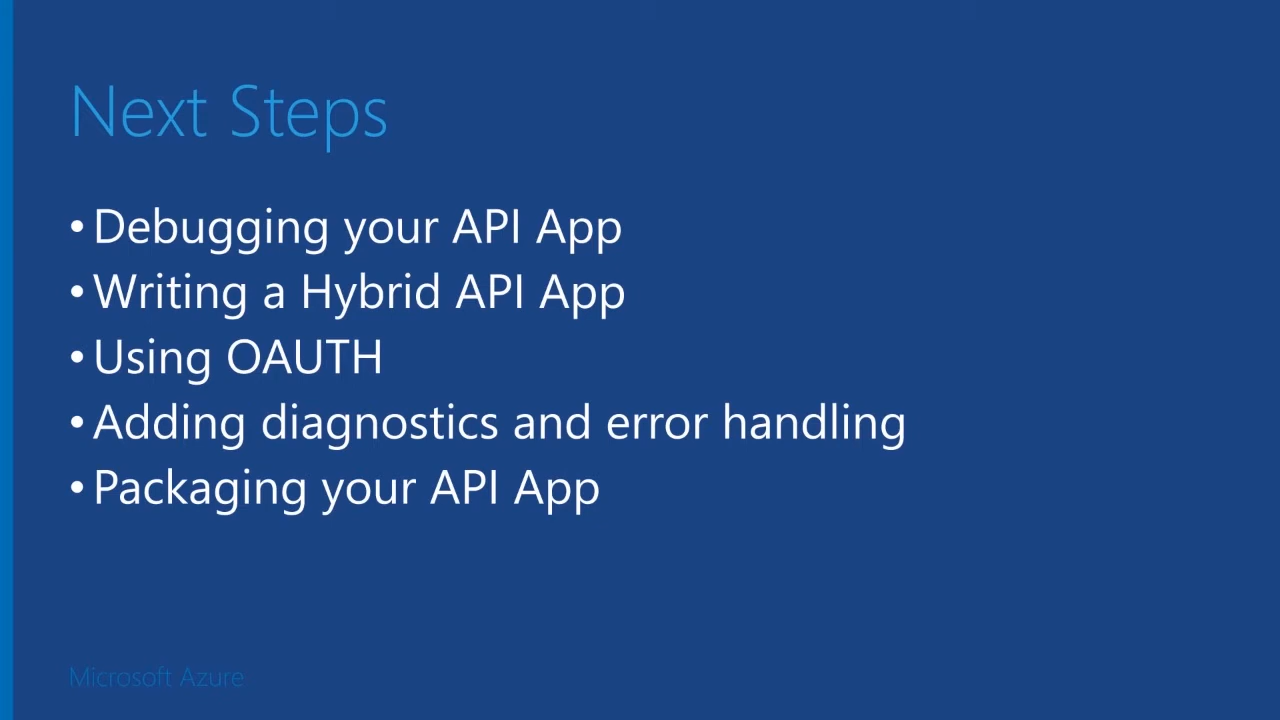 Next Steps
• Debugging your API App
• Writing a Hybrid API App
• Using OAUTH
• Adding diagnostics and error handling
• Packaging your API App
Microsoft Azure